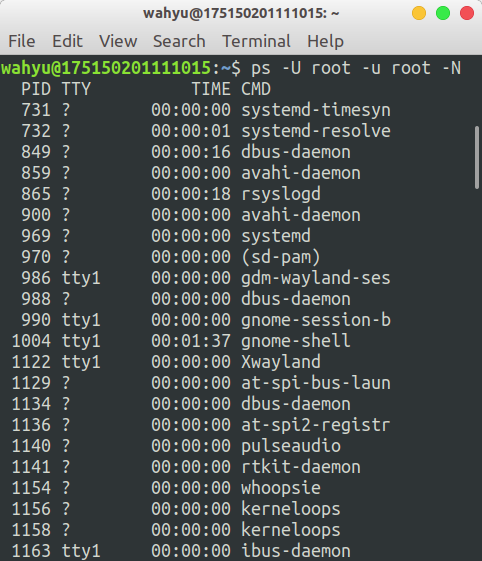 wahyu@175150201111015: ~
File Edit View Search Terminal Help
wahyu@175150201111015:~$ ps -U root -u root -N
PID TTY TIME CMD
731 ? 00:00:00 systemd-timesyn
732 ? 00:00:01 systemd-resolve
849 ? 00:00:16 dbus-daemon
859 ? 00:00:00 avahi-daemon
865 ? 00:00:18 rsyslogd
900 ? 00:00:00 avahi-daemon
969 ? 00:00:00 systemd
970 ? 00:00:00 (sd-pam)
986 tty1 00:00:00 gdm-wayland-ses
988 ? 00:00:00 dbus-daemon
990 tty1 00:00:00 gnome-session-b
1004 tty1 00:01:37 gnome-shell
1122 tty1 00:00:00 Xwayland
1129 ? 00:00:00 at-spi-bus-laun
1134 ? 00:00:00 dbus-daemon
1136 ? 00:00:00 at-spi2-registr
1140 ? 00:00:00 pulseaudio
1141 ? 00:00:00 rtkit-daemon
1154 ? 00:00:00 whoopsie
1156 ? 00:00:00 kerneloops
1158 ? 00:00:00 kerneloops
1163 tty1 00:00:00 ibus-daemon